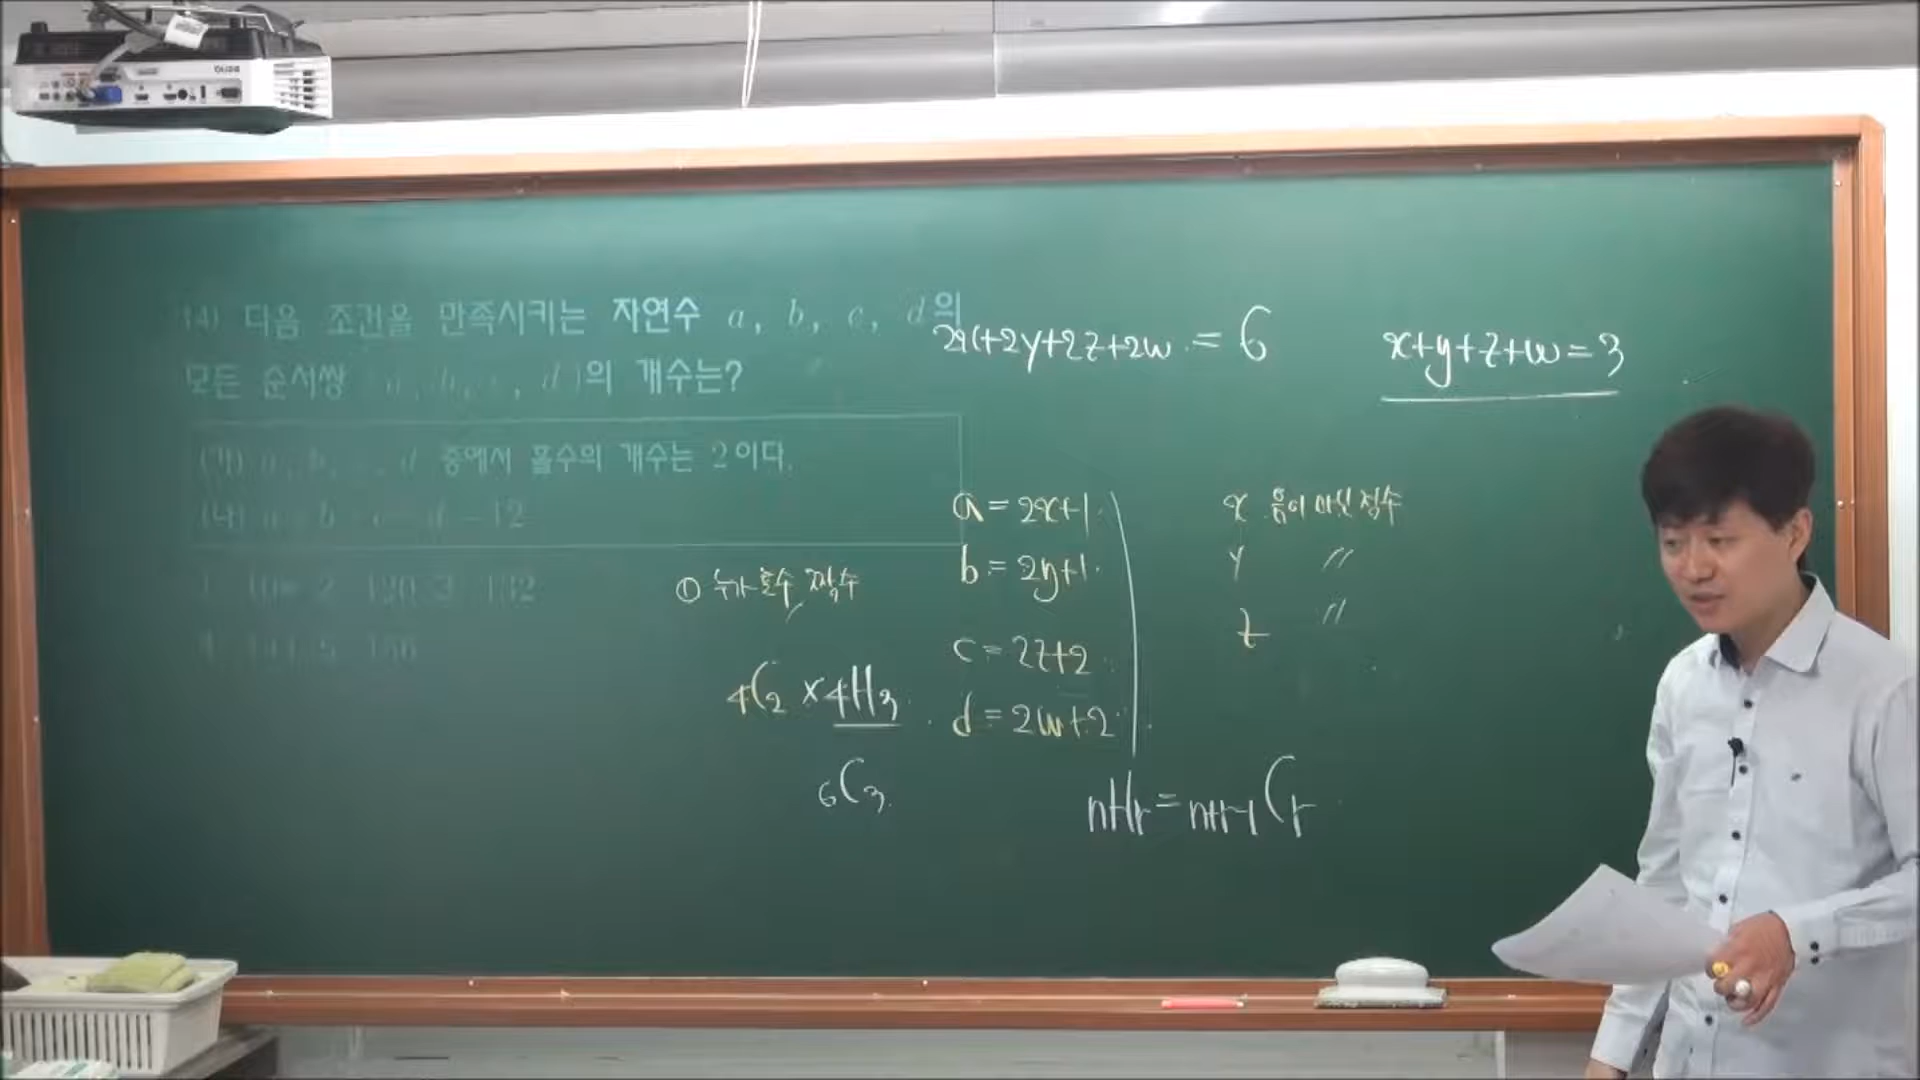 14) 다음 조건을 만족시키는 자연수 a, b, c, d의
모든 순서쌍 (a, b, c, d)의 개수는?
(가) a, b, c, d 중에서 홀수의 개수는 2이다.
(나) a + b + c + d = 12
2x+2y+2z+2w = 6
x+y+z+w=3
① 누가 홀수, 짝수
4C2 × 4H3
6C3
a = 2x+1
b = 2y+1
c = 2z+2
d = 2w+2
x 음이 아닌 정수
y 〃
z 〃
nHr = n+r-1Cr
BenQ